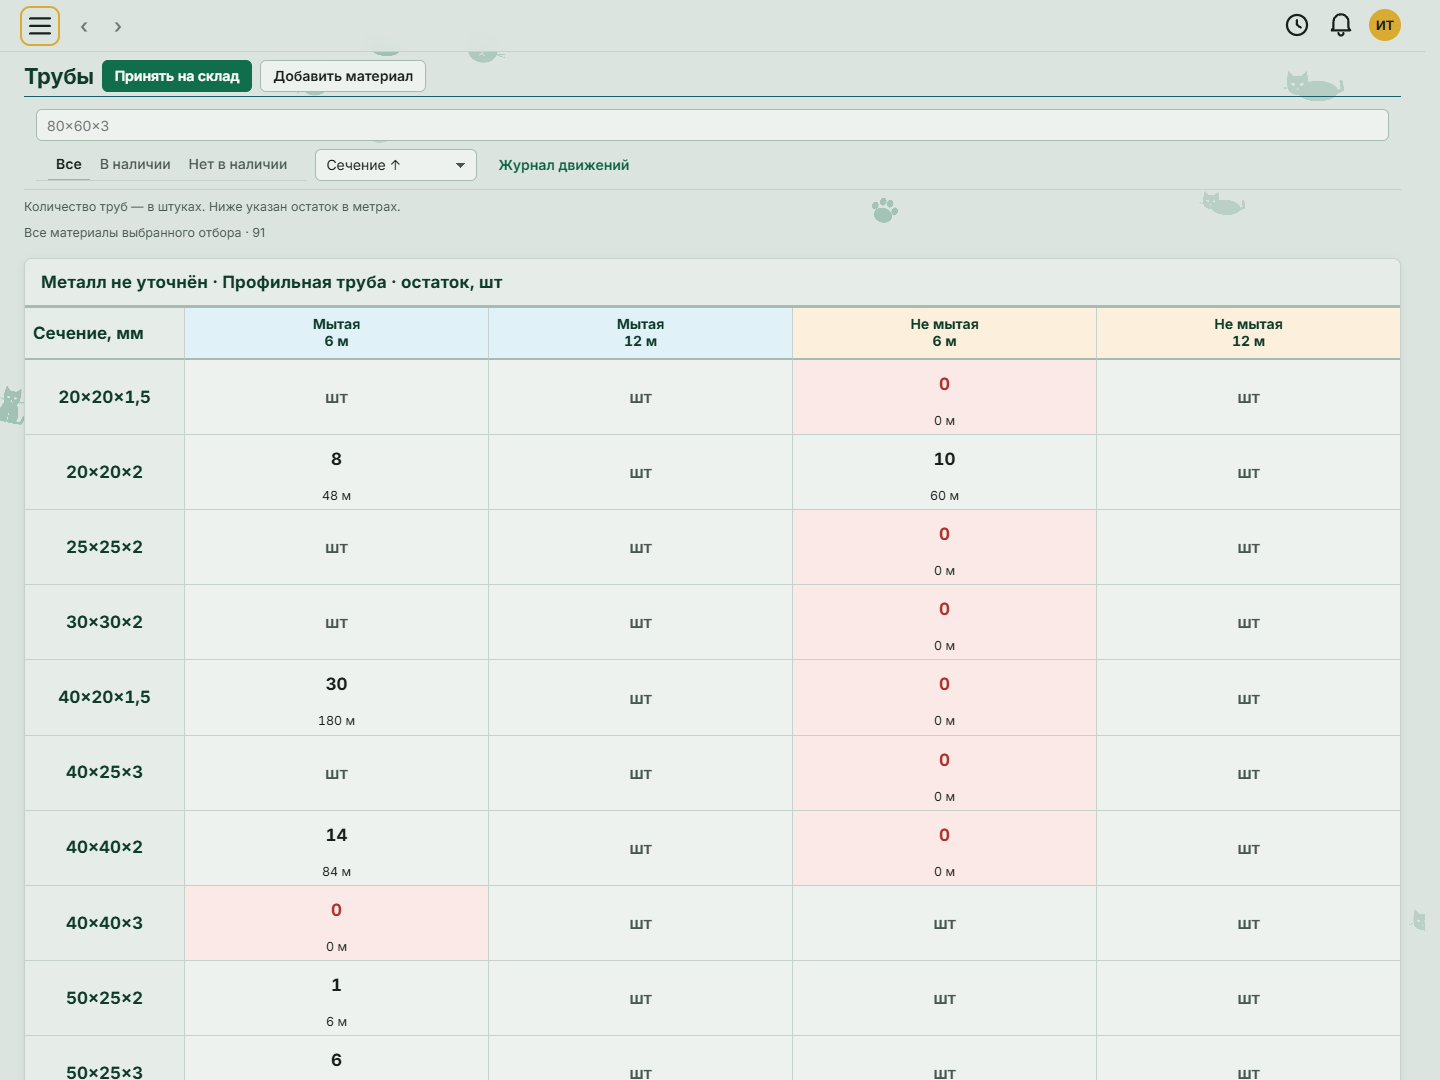 ИТ
Трубы Принять на склад Добавить материал
80×60×3
Все В наличии Нет в наличии Сечение ↑ Журнал движений
Количество труб — в штуках. Ниже указан остаток в метрах.
Все материалы выбранного отбора · 91
Металл не уточнён · Профильная труба · остаток, шт
Сечение, мм Мытая 6 м Мытая 12 м Не мытая 6 м Не мытая 12 м
20×20×1,5 шт шт 0 шт
0 м
20×20×2 8 шт 10 шт
48 м 60 м
25×25×2 шт шт 0 шт
0 м
30×30×2 шт шт 0 шт
0 м
40×20×1,5 30 шт 0 шт
180 м 0 м
40×25×3 шт шт 0 шт
0 м
40×40×2 14 шт 0 шт
84 м 0 м
40×40×3 0 шт шт шт
0 м
50×25×2 1 шт шт шт
6 м
50×25×3 6 шт шт шт